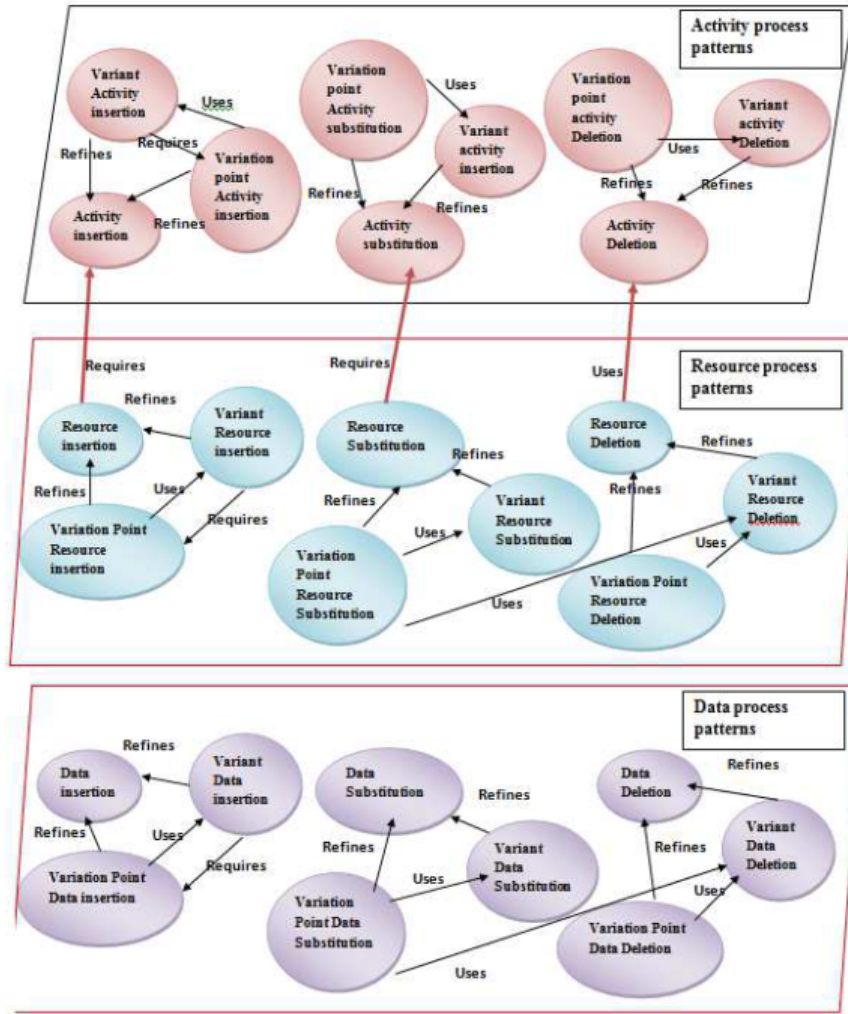 Activity process
patterns
Variant
Activity
insertion
Uses
Refines
Requires
Variation
point
Activity
insertion
Refines
Activity
insertion
Variation
point
Activity
substitution
Uses
Variant
activity
insertion
Refines
Refines
Activity
substitution
Variation
point
activity
Deletion
Variant
activity
Deletion
Uses
Refines
Refines
Activity
Deletion
Requires
Requires
Uses
Resource process
patterns
Resource
insertion
Refines
Variant
Resource
insertion
Refines
Uses
Requires
Variation Point
Resource
insertion
Resource
Substitution
Refines
Refines
Variant
Resource
Substitution
Uses
Variation
Point
Resource
Substitution
Uses
Resource
Deletion
Refines
Refines
Variant
Resource
Deletion
Uses
Variation Point
Resource
Deletion
Data process
patterns
Refines
Data
insertion
Variant
Data
insertion
Refines
Uses
Requires
Variation Point
Data insertion
Data
Substitution
Refines
Refines
Variant
Data
Substitution
Uses
Variation
Point Data
Substitution
Uses
Data
Deletion
Refines
Refines
Variant
Data
Deletion
Uses
Variation Point
Data Deletion